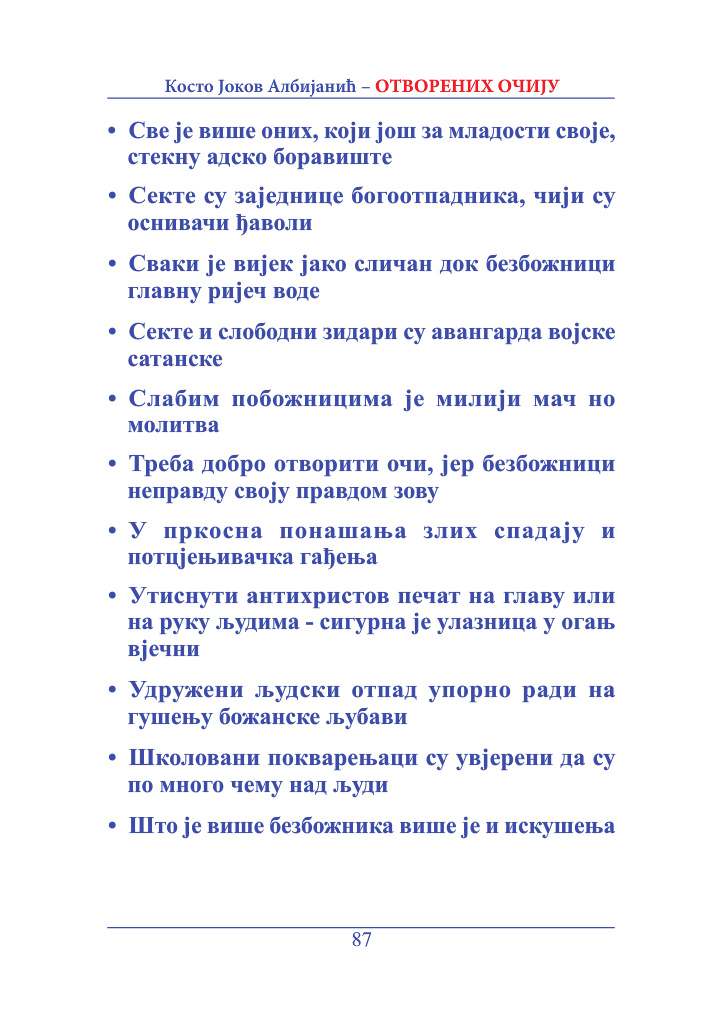 Косто Јоков Албијанић – ОТВОРЕНИХ ОЧИЈУ
• Све је више оних, који још за младости своје,
стекну адско боравиште
• Секте су заједнице богоотпадника, чији су
оснивачи ђаволи
• Сваки је вијек јако сличан док безбожници
главну ријеч воде
• Секте и слободни зидари су авангарда војске
сатанске
• Слабим побожницима је милији мач но
молитва
• Треба добро отворити очи, јер безбожници
неправду своју правдом зову
• У пркосна понашања злих спадају и
потцјењивачка гађења
• Утиснути антихристов печат на главу или
на руку људима - сигурна је улазница у огањ
вјечни
• Удружени људски отпад упорно ради на
гушењу божанске љубави
• Школовани покварењаци су увјерени да су
по много чему над људи
• Што је више безбожника више је и искушења
87